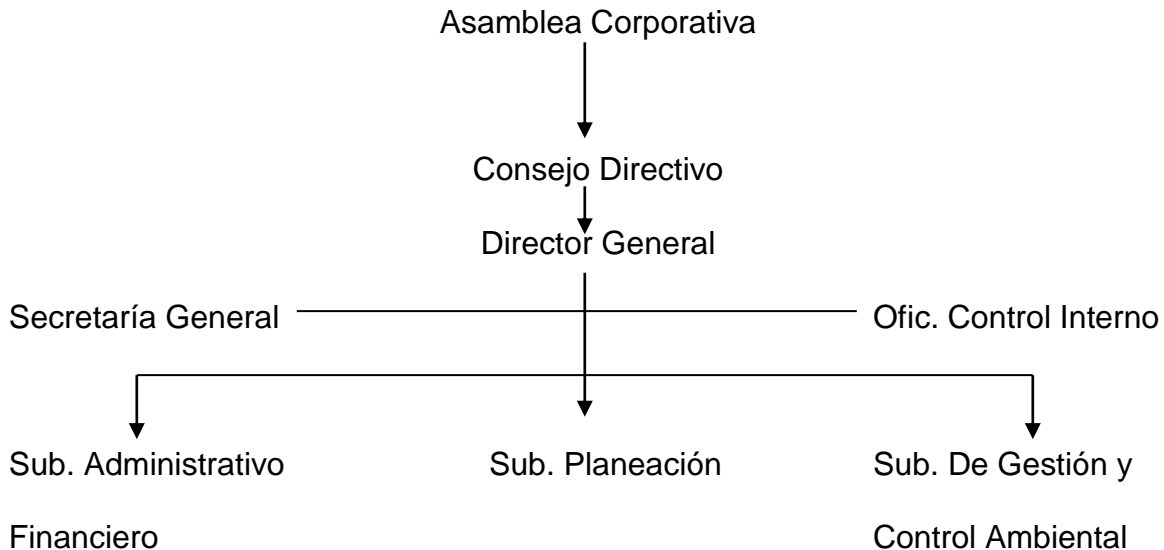 Asamblea Corporativa
Consejo Directivo
Director General
Secretaría General
Ofic. Control Interno
Sub. Administrativo
Financiero
Sub. Planeación
Sub. De Gestión y
Control Ambiental